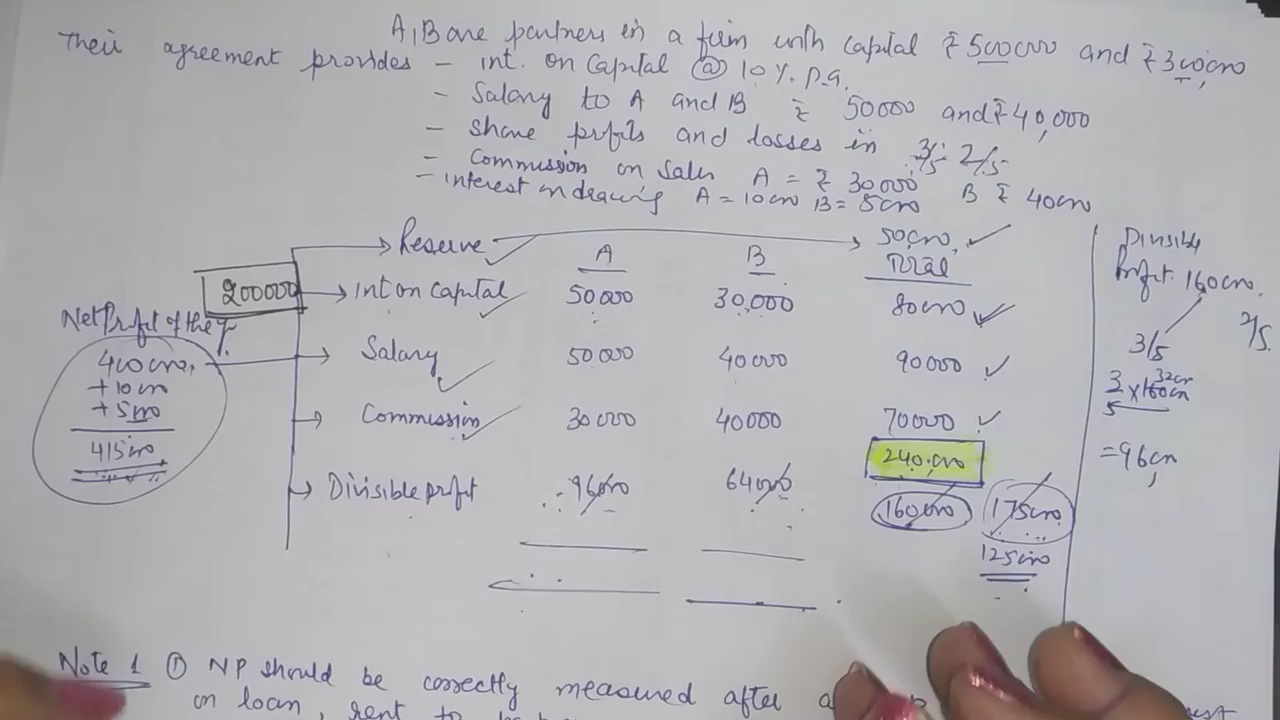 A, B are partners in a firm with capital ₹ 500000 and ₹ 300,000
Their agreement provides - int. on Capital @ 10 %. p.a.
- Salary to A and B ₹ 50000 and ₹ 40,000
- Share profits and losses in 3/5 2/5
- Commission on Sales A = ₹ 30000 B ₹ 40000
- interest on drawing A = 10000 B = 5000
Reserve 50000
A B Total
200000
Int on Capital 50000 30,000 80000
Net Profit of the
Salary 50000 40000 90000
400000
+10000
+5000
415000
Commission 30000 40000 70000
240.000
Divisible profit 96000 64000
160000 175000
125000
Divisible
Profit 160000
3/5 2/5
3/5 × 160000 32000
= 96000
Note 1 ① NP should be correctly measured after
on loan, rent to